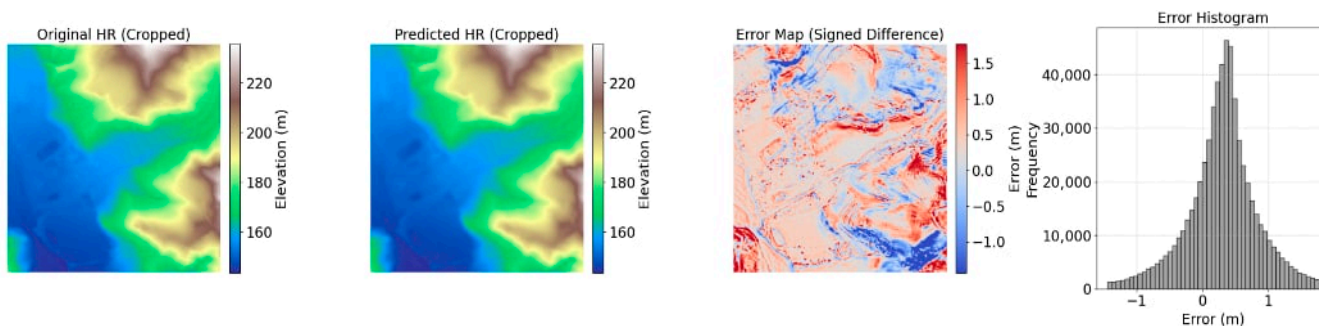 Original HR (Cropped)
220
200
180
160
Elevation (m)
Predicted HR (Cropped)
220
200
180
160
Elevation (m)
Error Map (Signed Difference)
1.5
1.0
0.5
0.0
−0.5
−1.0
Error (m)
Error Histogram
40,000
30,000
20,000
10,000
0
Frequency
−1
0
1
Error (m)